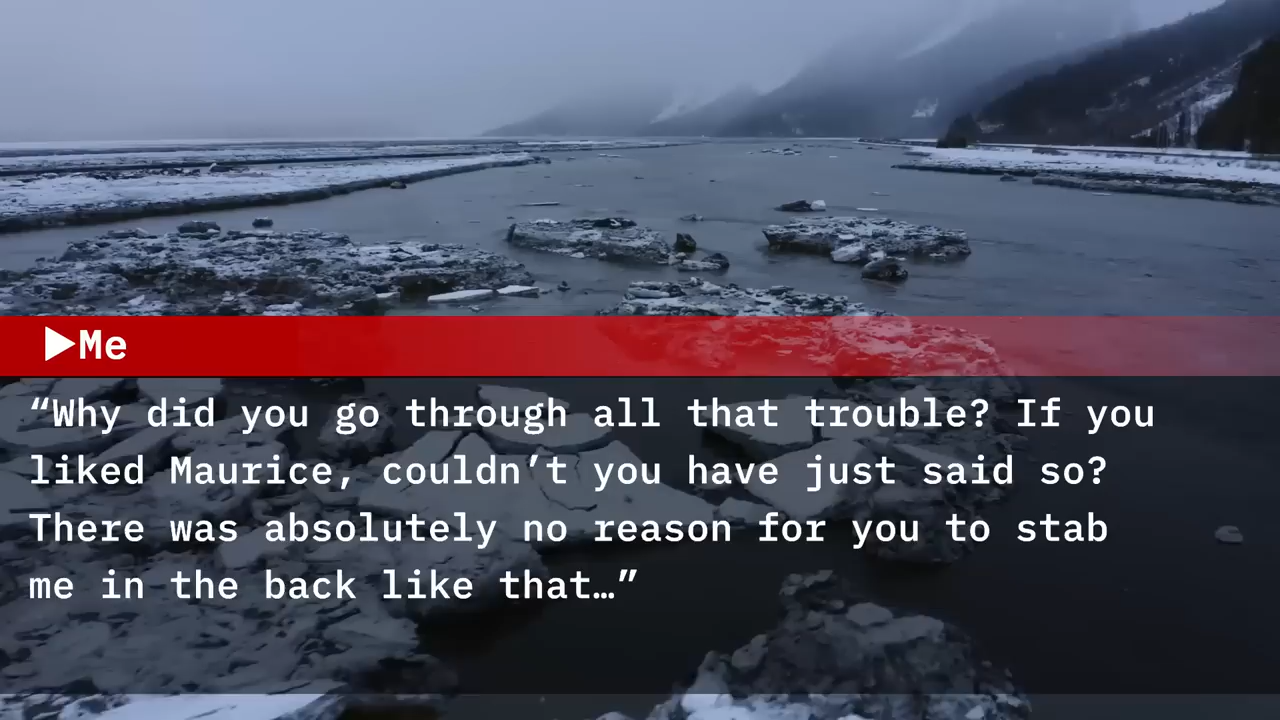 ▶Me
“Why did you go through all that trouble? If you
liked Maurice, couldn’t you have just said so?
There was absolutely no reason for you to stab
me in the back like that…”